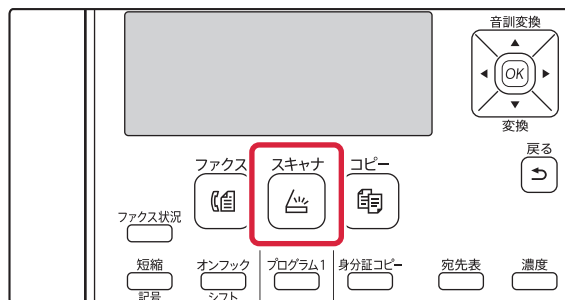 音訓変換
OK
変換
戻る
ファクス スキャナ コピー
ファクス状況
短縮 オンフック プログラム1 身分証コピー 宛先表 濃度
記号 シフト